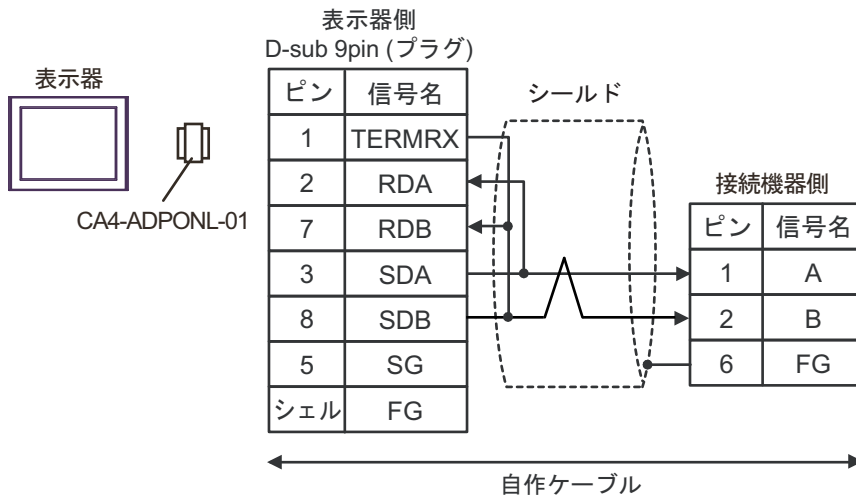 表示器
CA4-ADPONL-01
表示器側
D-sub 9pin (プラグ)
ピン 信号名
1 TERMRX
2 RDA
7 RDB
3 SDA
8 SDB
5 SG
シェル FG
シールド
接続機器側
ピン 信号名
1 A
2 B
6 FG
自作ケーブル